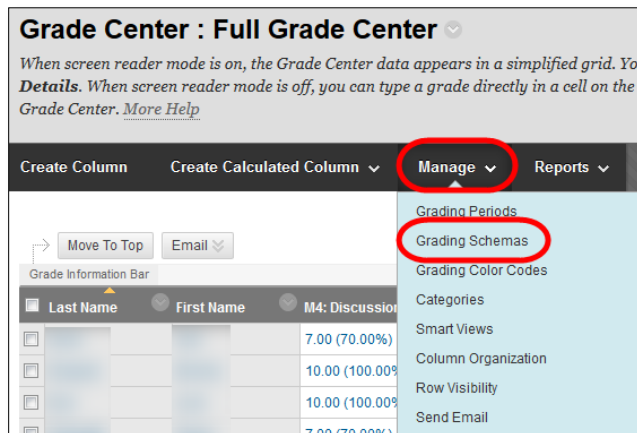 Grade Center : Full Grade Center
When screen reader mode is on, the Grade Center data appears in a simplified grid. Yo
Details. When screen reader mode is off, you can type a grade directly in a cell on the
Grade Center. More Help
Create Column Create Calculated Column Manage Reports
Grading Periods
Grading Schemas
Grading Color Codes
Categories
Smart Views
Column Organization
Row Visibility
Send Email
Move To Top Email
Grade Information Bar
Last Name First Name M4: Discussion
7.00 (70.00%)
10.00 (100.00%
10.00 (100.00%
7.00 (70.00%)